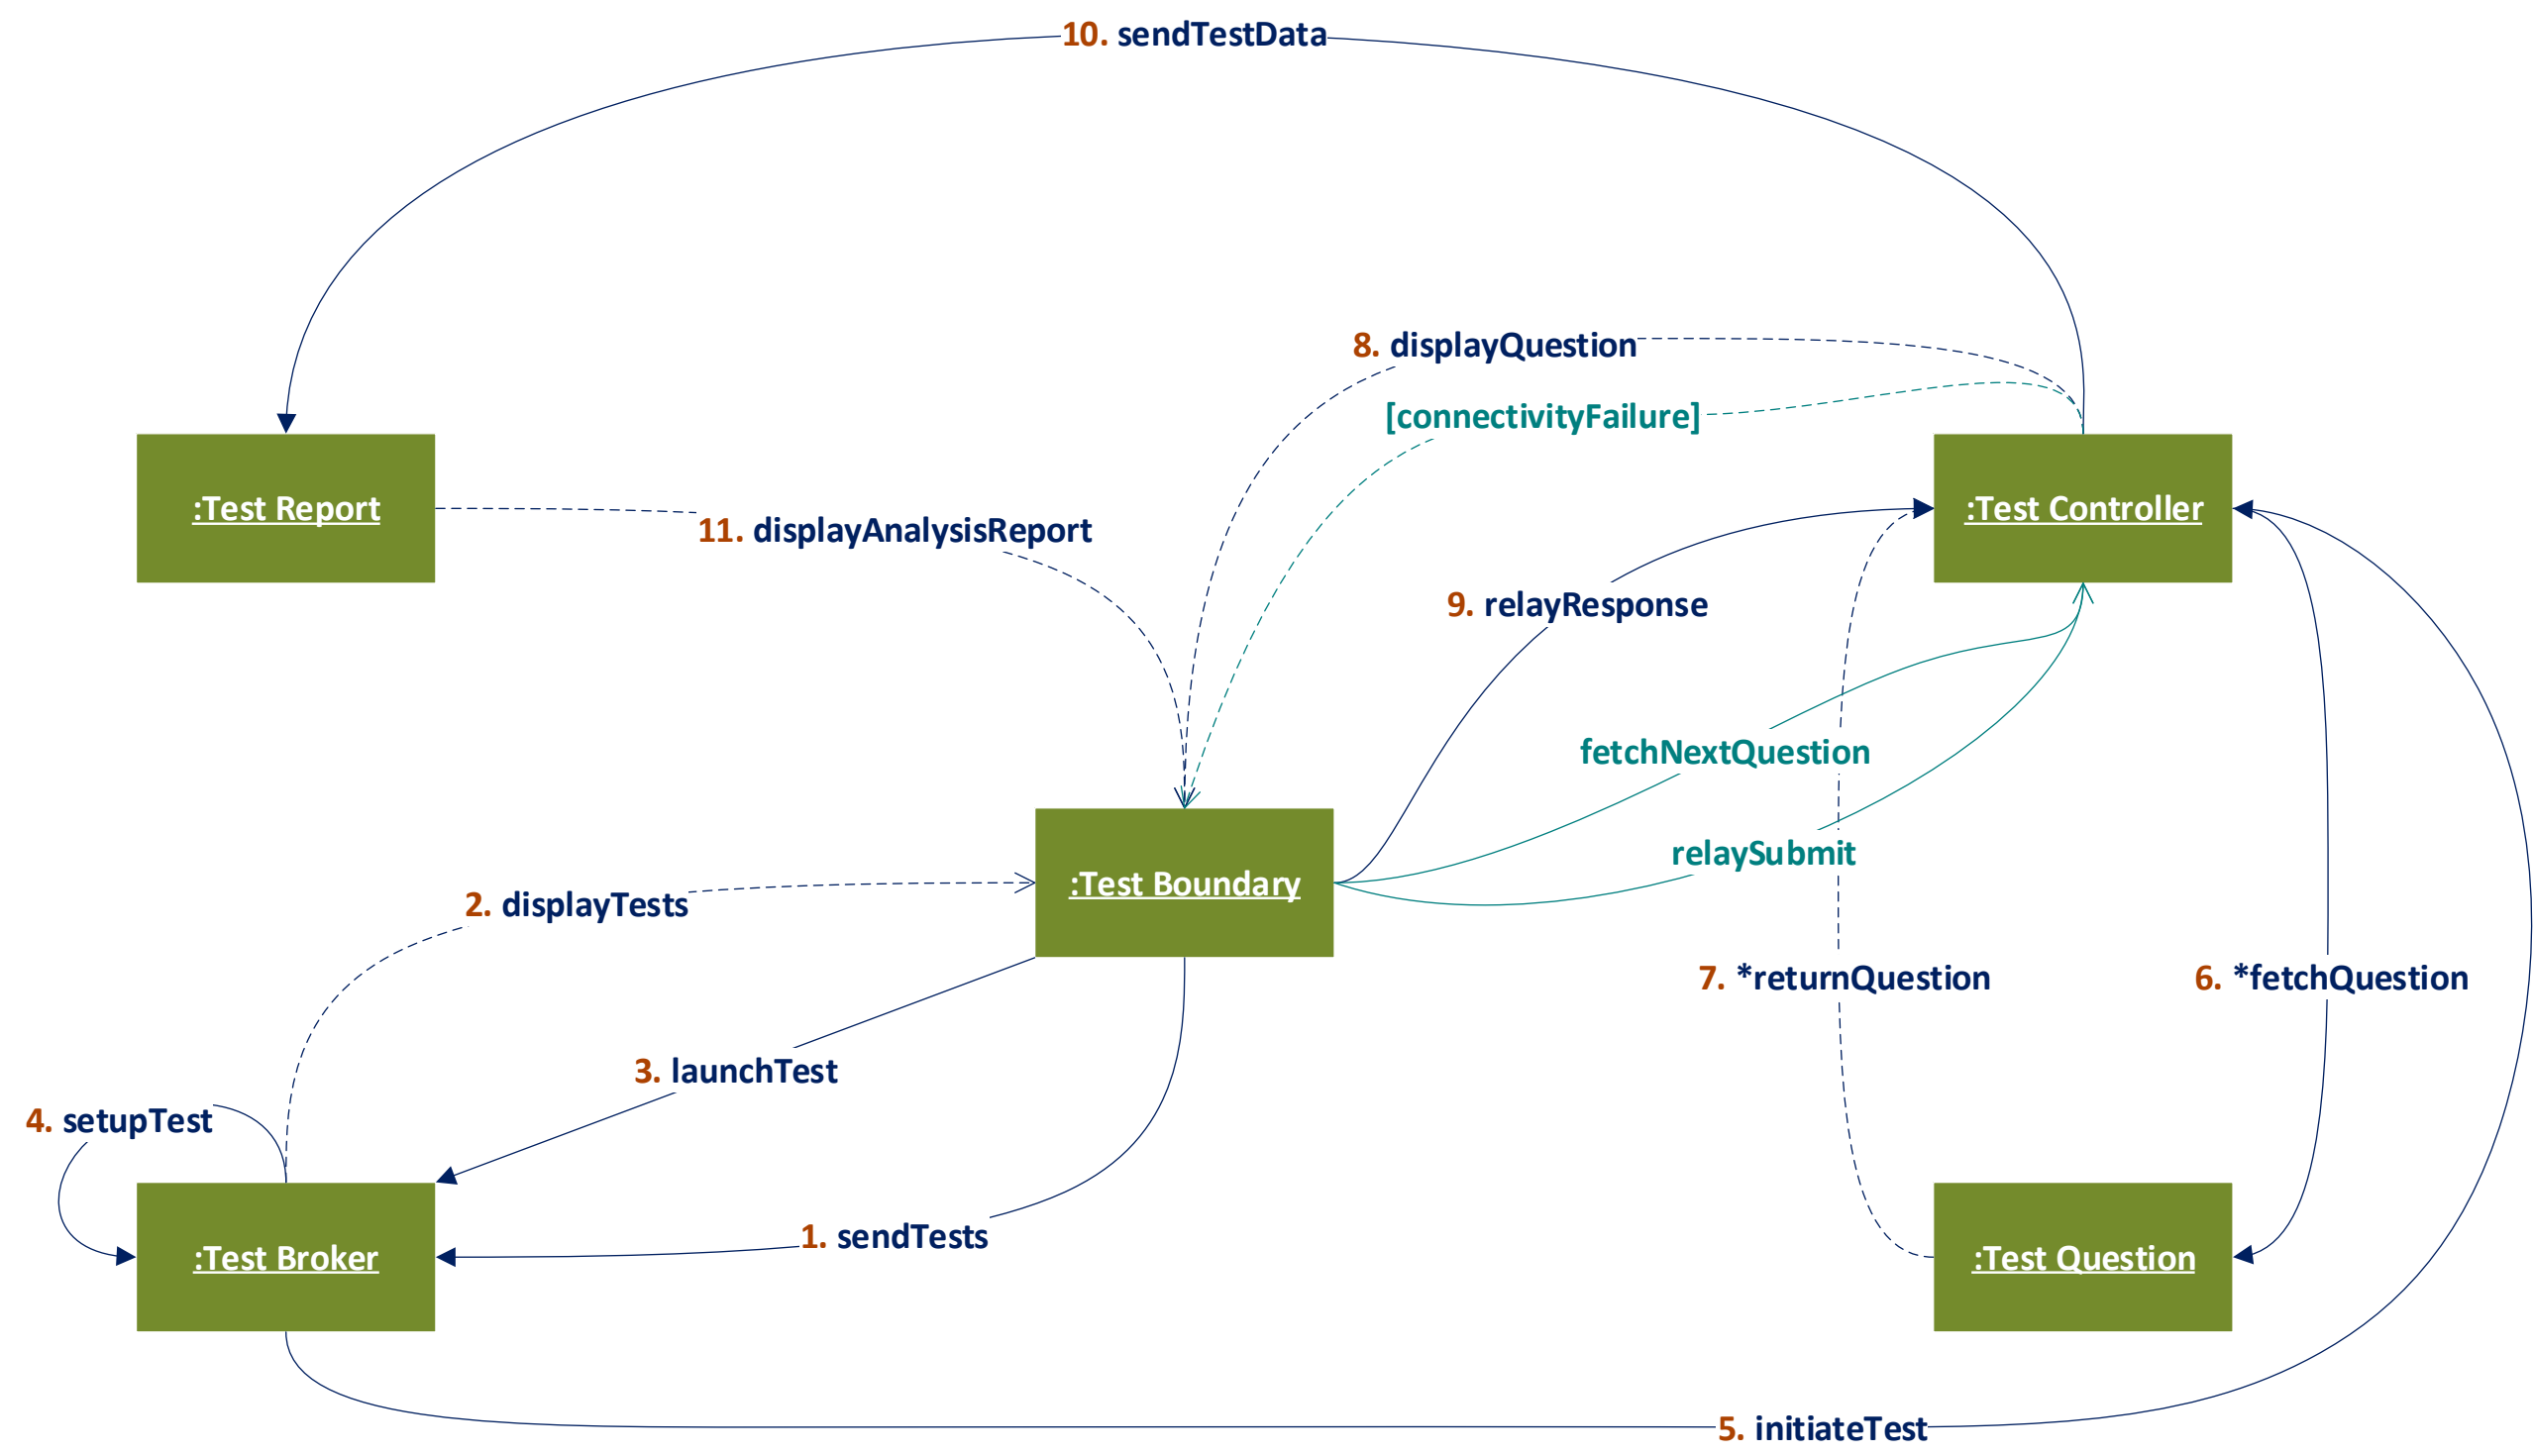 10. sendTestData
8. displayQuestion
[connectivityFailure]
:Test Report
:Test Controller
11. displayAnalysisReport
9. relayResponse
fetchNextQuestion
relaySubmit
:Test Boundary
2. displayTests
7. *returnQuestion
6. *fetchQuestion
3. launchTest
4. setupTest
1. sendTests
:Test Broker
:Test Question
5. initiateTest